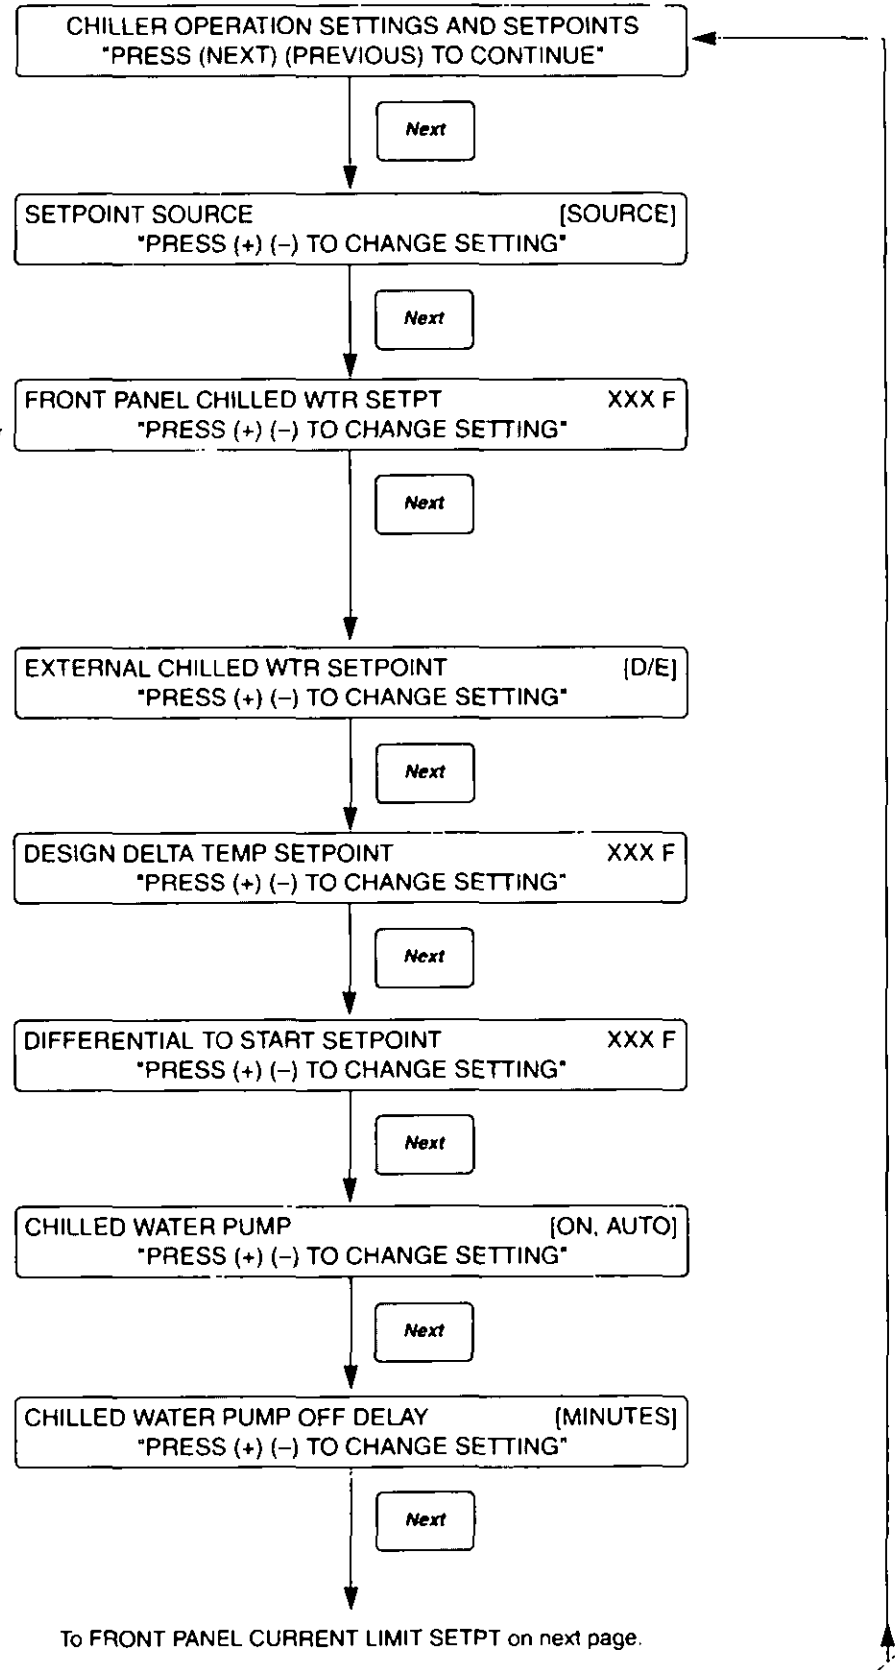 CHILLER OPERATION SETTINGS AND SETPOINTS
"PRESS (NEXT) (PREVIOUS) TO CONTINUE"
Next
SETPOINT SOURCE [SOURCE]
"PRESS (+) (–) TO CHANGE SETTING"
Next
FRONT PANEL CHILLED WTR SETPT XXX F
"PRESS (+) (–) TO CHANGE SETTING"
Next
EXTERNAL CHILLED WTR SETPOINT [D/E]
"PRESS (+) (–) TO CHANGE SETTING"
Next
DESIGN DELTA TEMP SETPOINT XXX F
"PRESS (+) (–) TO CHANGE SETTING"
Next
DIFFERENTIAL TO START SETPOINT XXX F
"PRESS (+) (–) TO CHANGE SETTING"
Next
CHILLED WATER PUMP [ON, AUTO]
"PRESS (+) (–) TO CHANGE SETTING"
Next
CHILLED WATER PUMP OFF DELAY [MINUTES]
"PRESS (+) (–) TO CHANGE SETTING"
Next
To FRONT PANEL CURRENT LIMIT SETPT on next page.